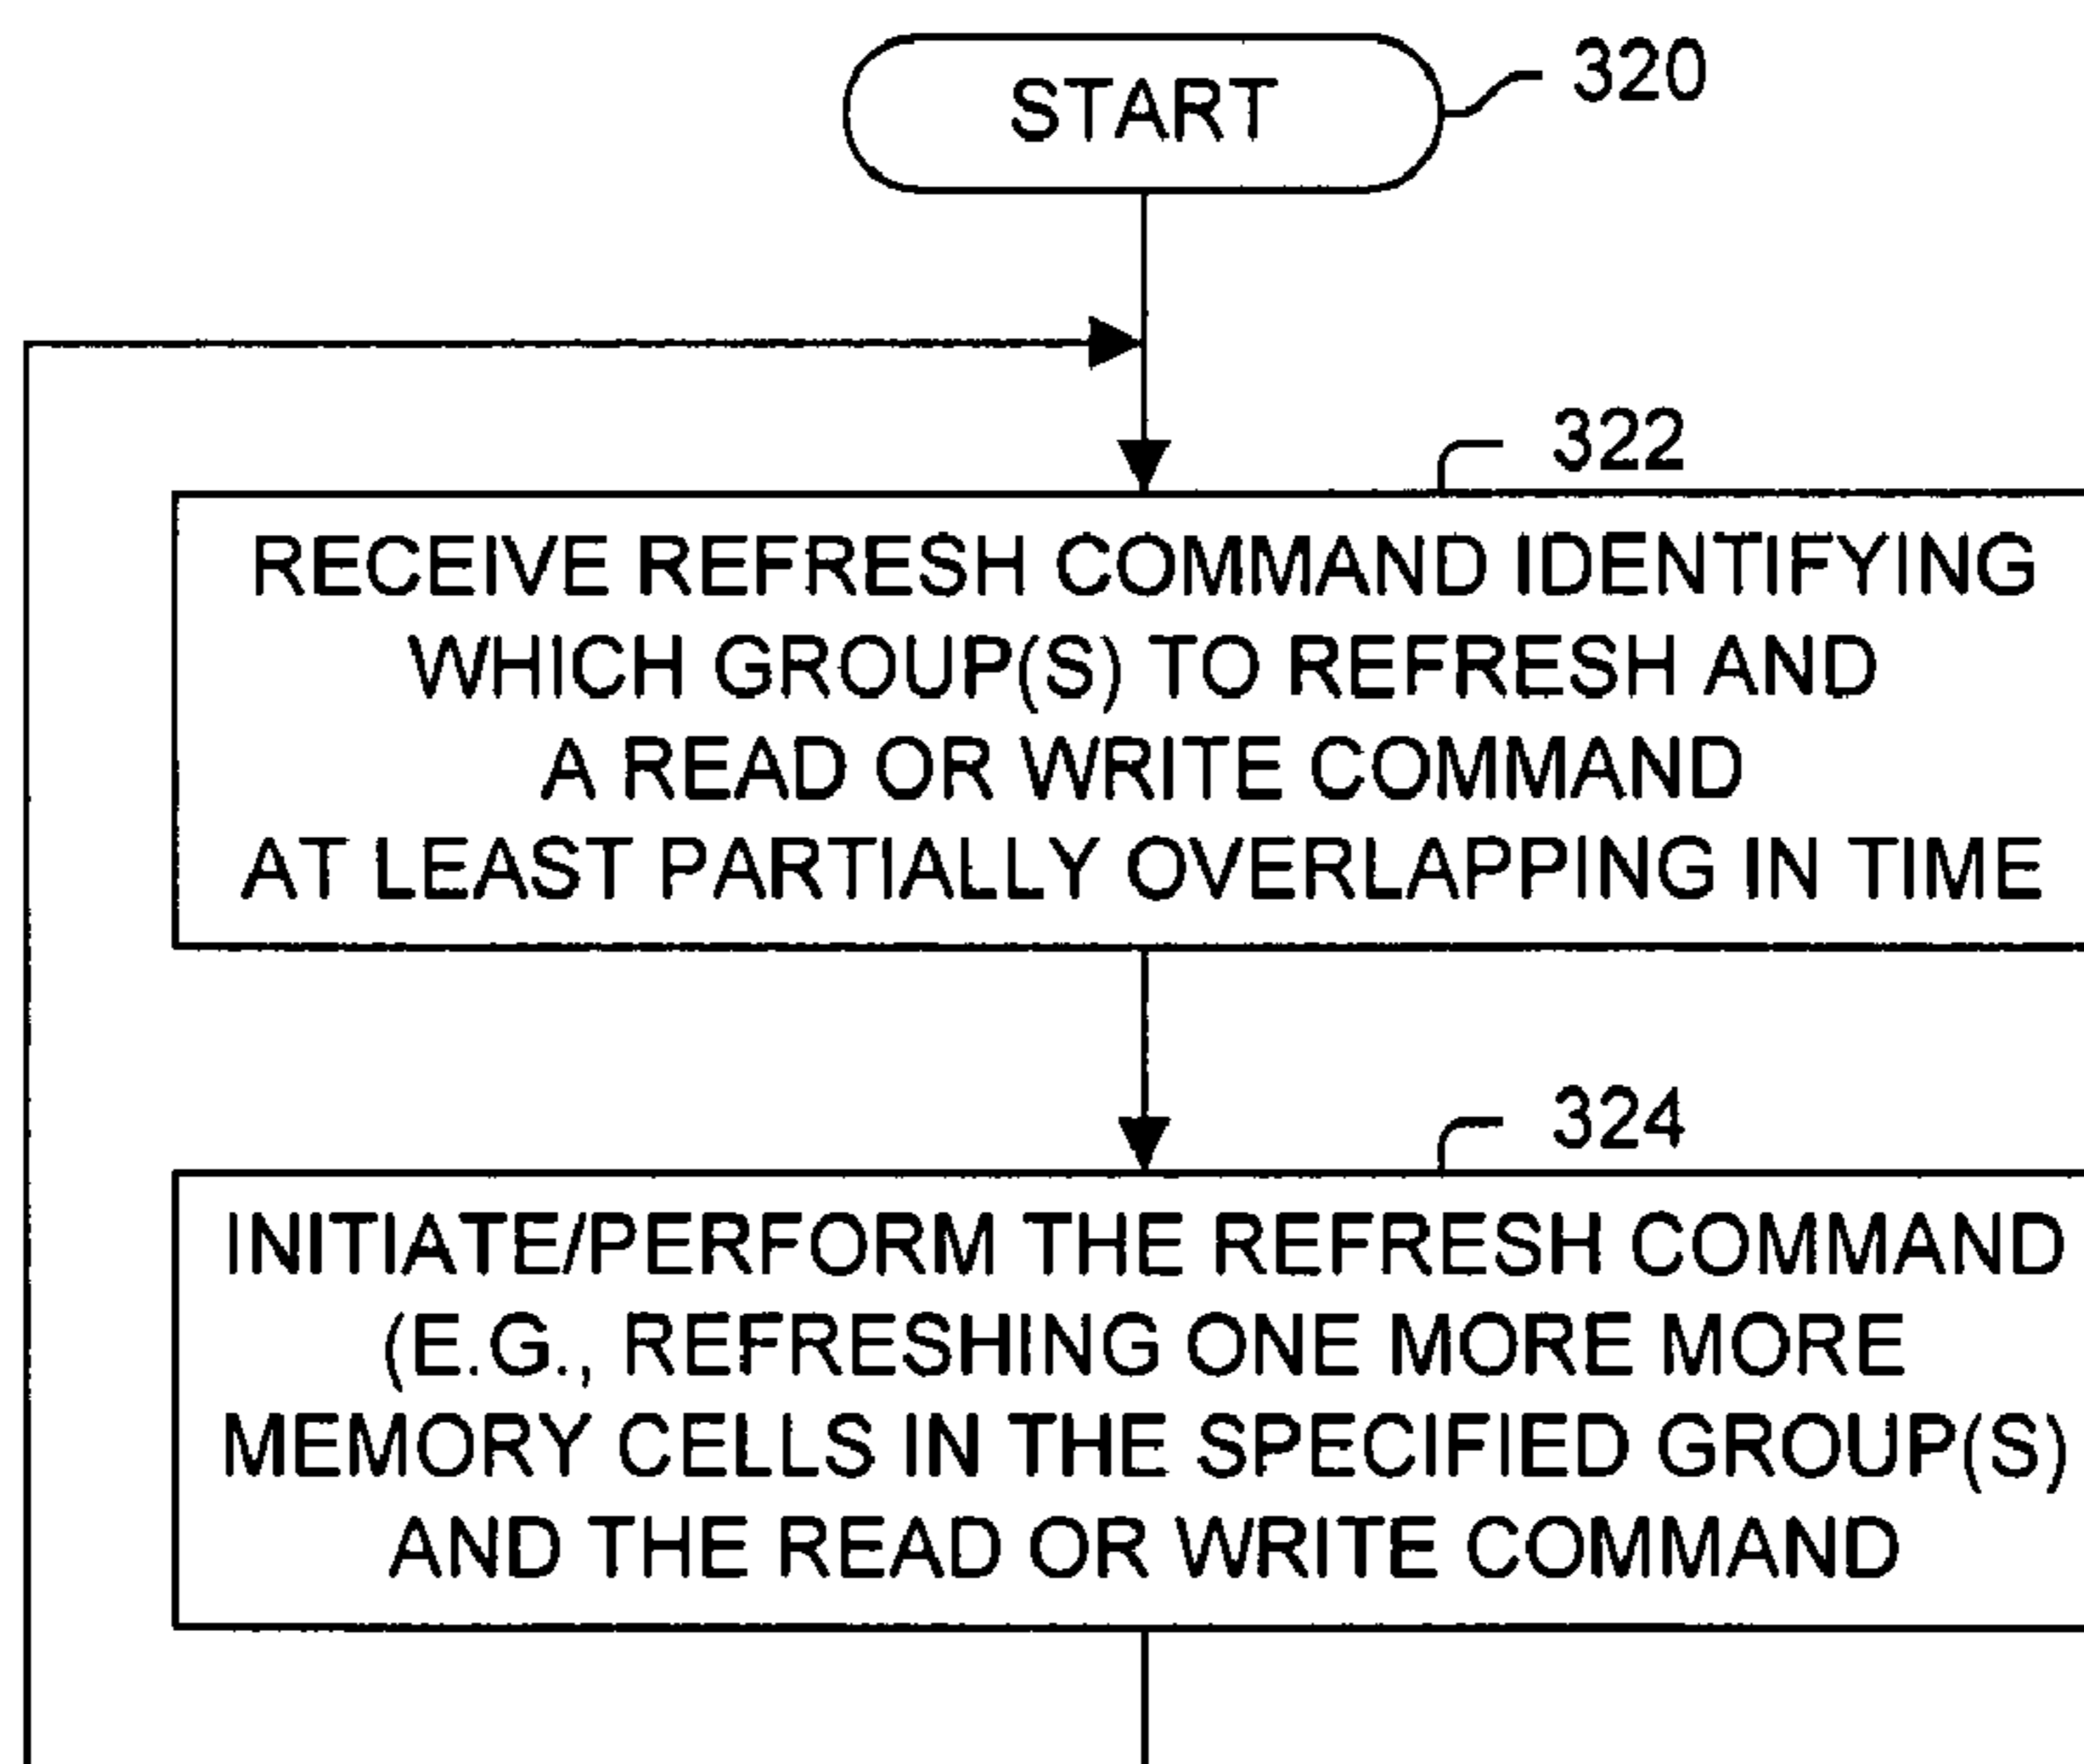 START
320
322
RECEIVE REFRESH COMMAND IDENTIFYING
WHICH GROUP(S) TO REFRESH AND
A READ OR WRITE COMMAND
AT LEAST PARTIALLY OVERLAPPING IN TIME
324
INITIATE/PERFORM THE REFRESH COMMAND
(E.G., REFRESHING ONE MORE MORE
MEMORY CELLS IN THE SPECIFIED GROUP(S)
AND THE READ OR WRITE COMMAND